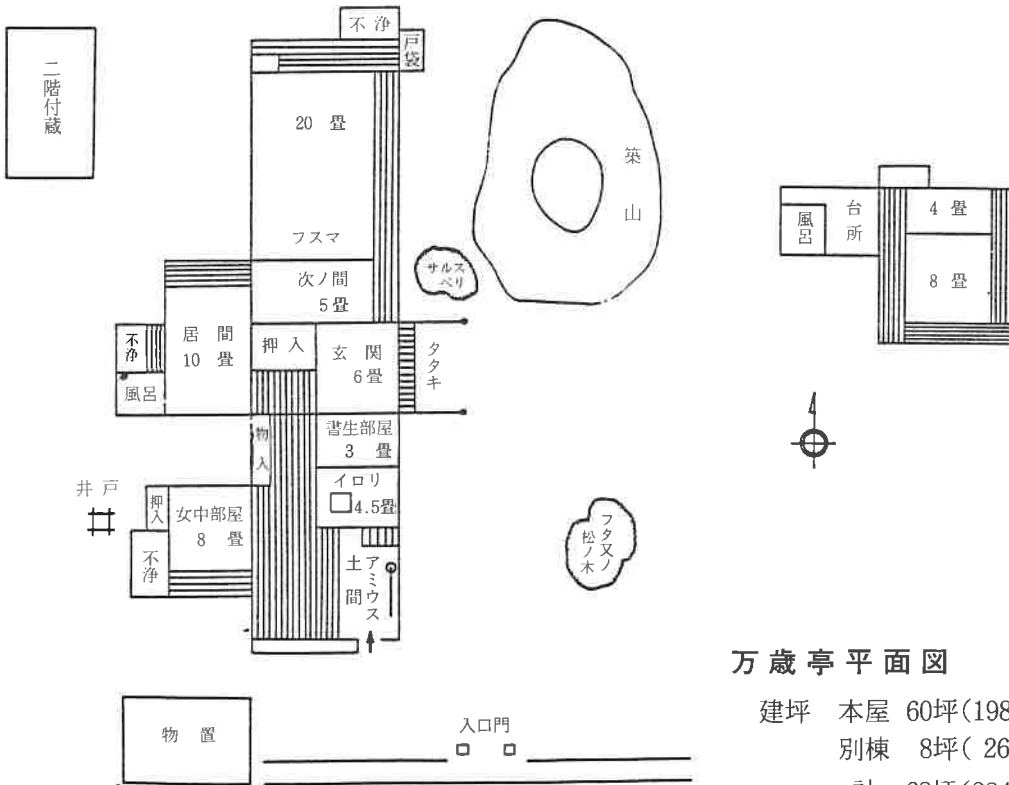 不浄
戸袋
二階付蔵
20 畳
フスマ
築山
サルス
ベリ
次ノ間
5畳
居間
10 畳
押入
玄関
6畳
タタキ
不浄
風呂
書生部屋
3 畳
物入
イロリ
4.5畳
井戸
押入
女中部屋
8 畳
不浄
アミウス
土間
フタ又ノ
松ノ木
台所
風呂
4 畳
8 畳
物置
入口門
万歳亭平面図
建坪 本屋 60坪(198
別棟 8坪( 26